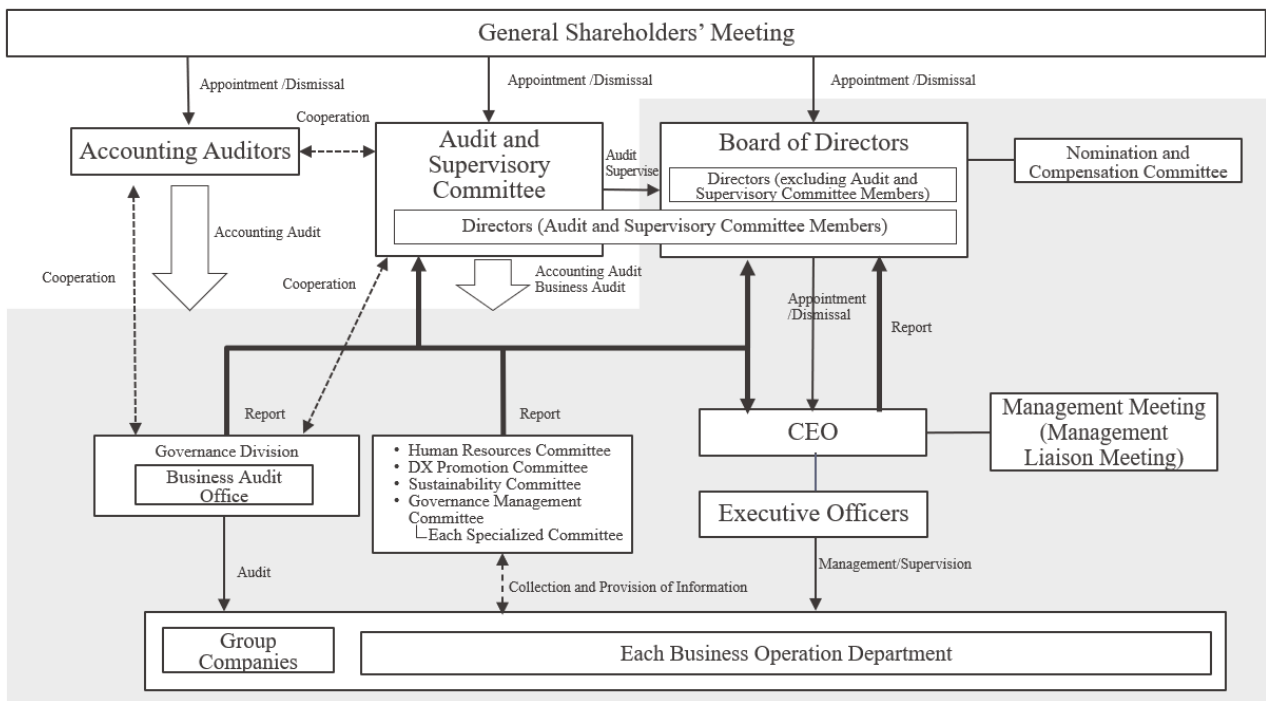 General Shareholders’ Meeting
Appointment /Dismissal
Appointment /Dismissal
Appointment /Dismissal
Cooperation
Accounting Auditors
Audit and
Supervisory
Committee
Audit
Supervise
Board of Directors
Directors (excluding Audit and
Supervisory Committee Members)
Directors (Audit and Supervisory Committee Members)
Nomination and
Compensation Committee
Accounting Audit
Cooperation
Cooperation
Accounting Audit
Business Audit
Appointment
/Dismissal
Report
Report
Report
Governance Division
Business Audit
Office
• Human Resources Committee
• DX Promotion Committee
• Sustainability Committee
• Governance Management
Committee
Each Specialized Committee
CEO
Management Meeting
(Management
Liaison Meeting)
Executive Officers
Audit
Collection and Provision of Information
Management/Supervision
Group
Companies
Each Business Operation Department